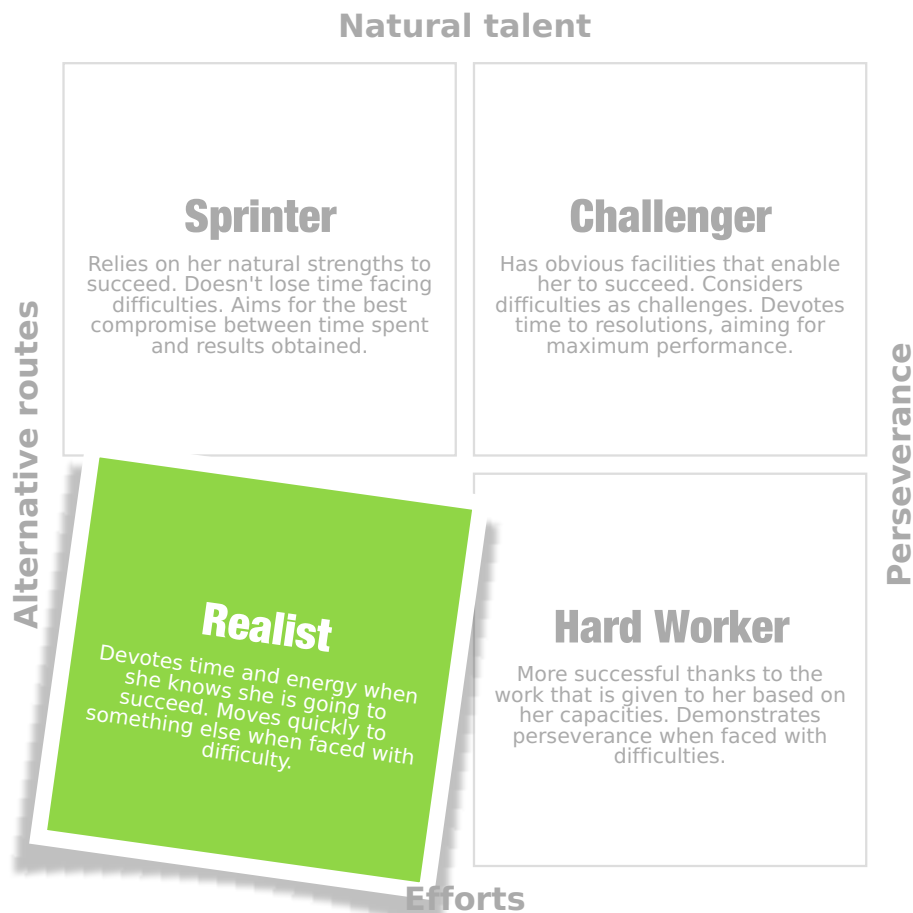 Natural talent
Sprinter
Relies on her natural strengths to
succeed. Doesn't lose time facing
difficulties. Aims for the best
compromise between time spent
and results obtained.
Challenger
Has obvious facilities that enable
her to succeed. Considers
difficulties as challenges. Devotes
time to resolutions, aiming for
maximum performance.
Alternative routes
Perseverance
Realist
Devotes time and energy when
she knows she is going to
succeed. Moves quickly to
something else when faced with
difficulty.
Hard Worker
More successful thanks to the
work that is given to her based on
her capacities. Demonstrates
perseverance when faced with
difficulties.
Efforts